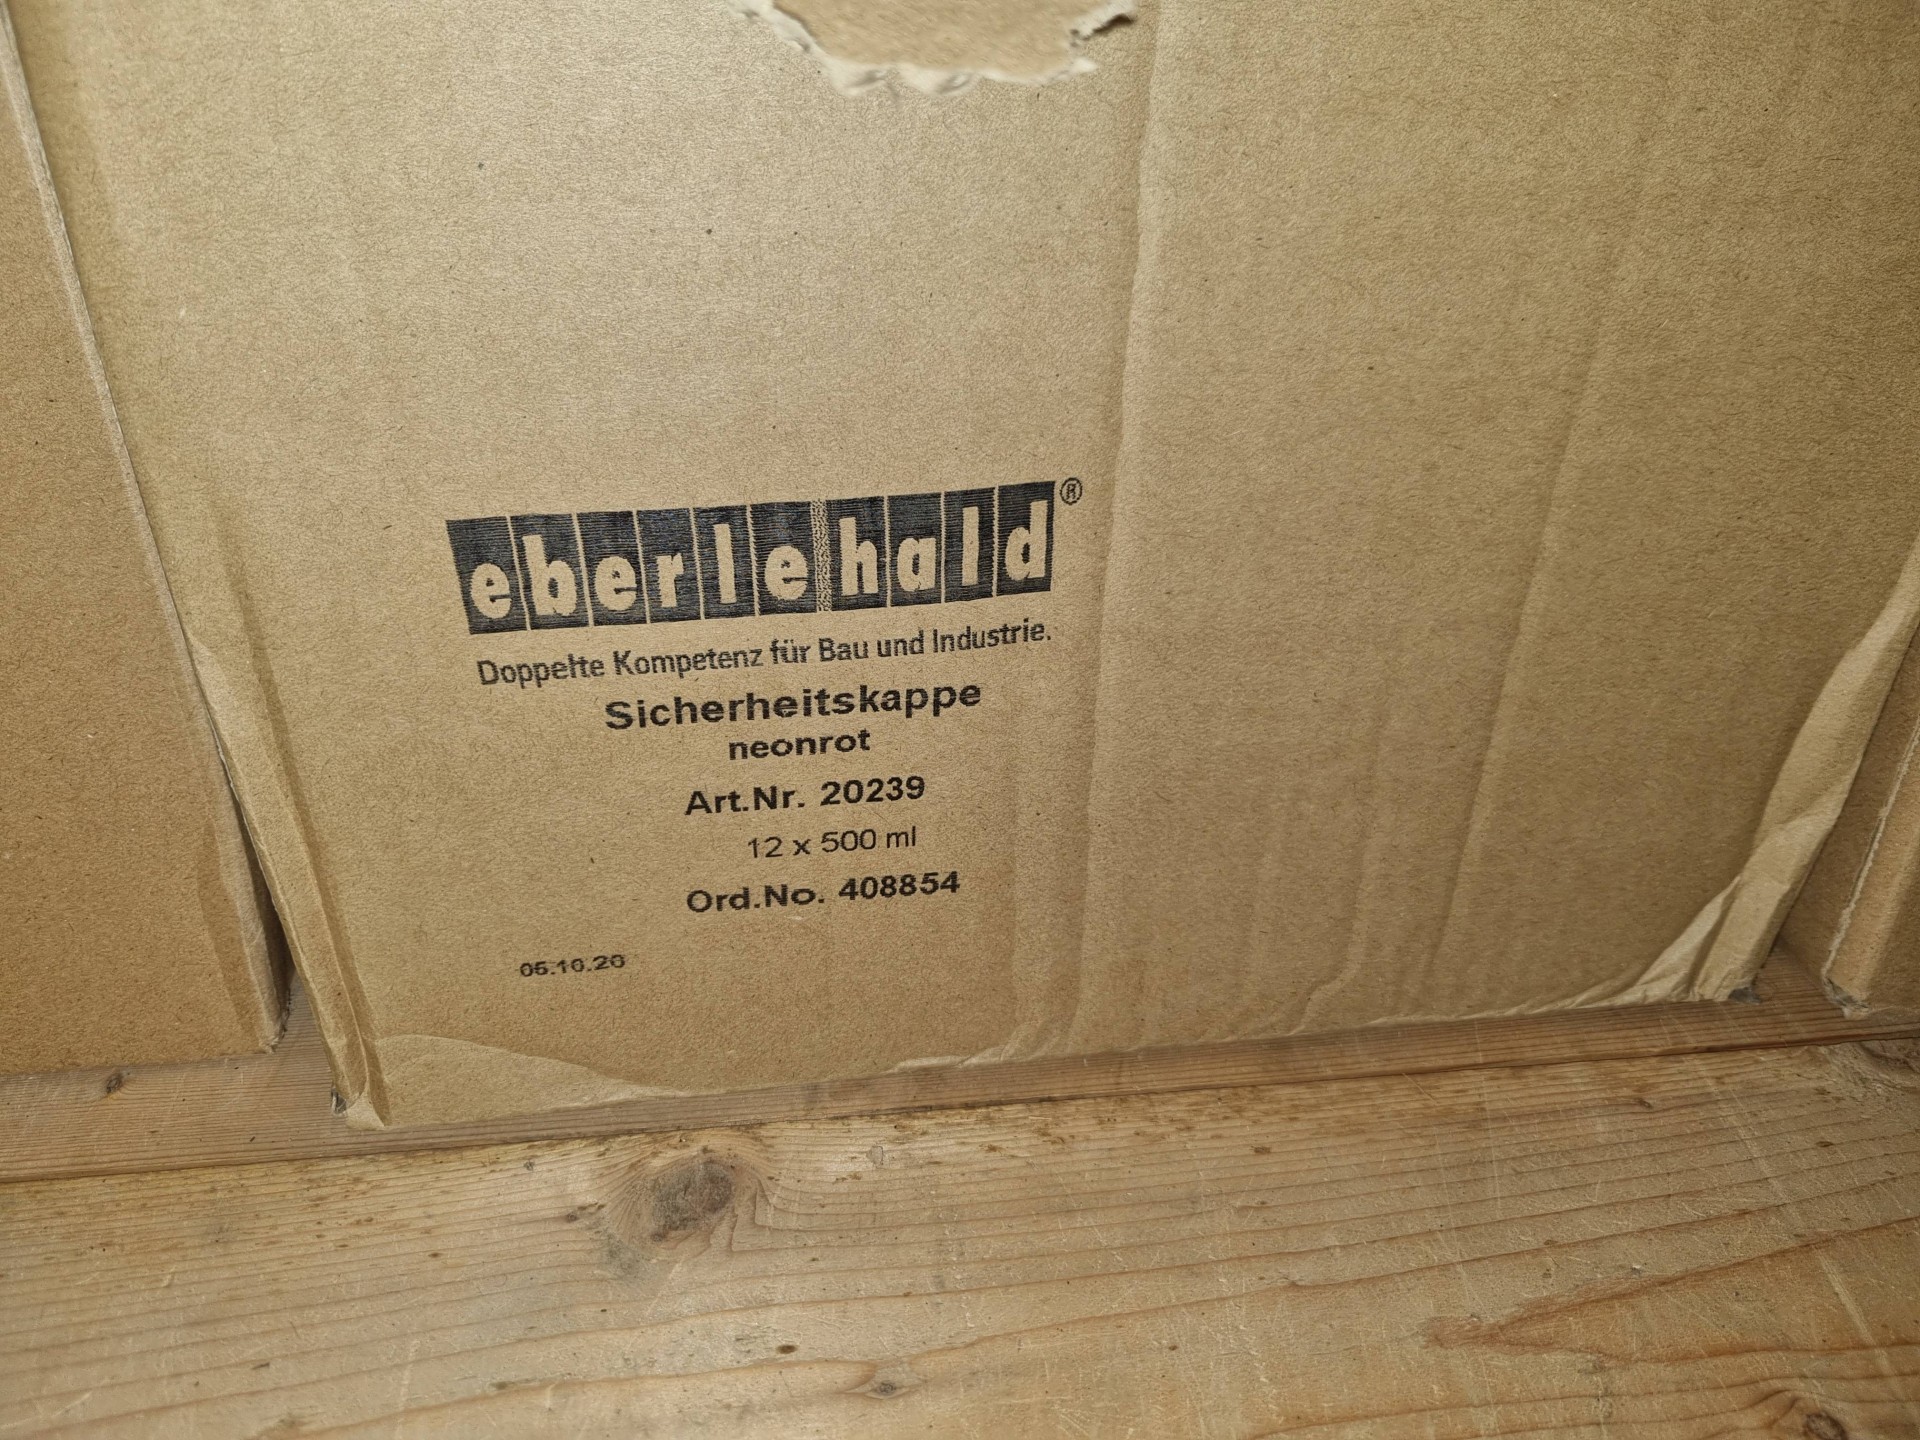 eberlehald®
Doppelte Kompetenz für Bau und Industrie.
Sicherheitskappe
neonrot
Art.Nr. 20239
12 x 500 ml
Ord.No. 408854
05.10.20